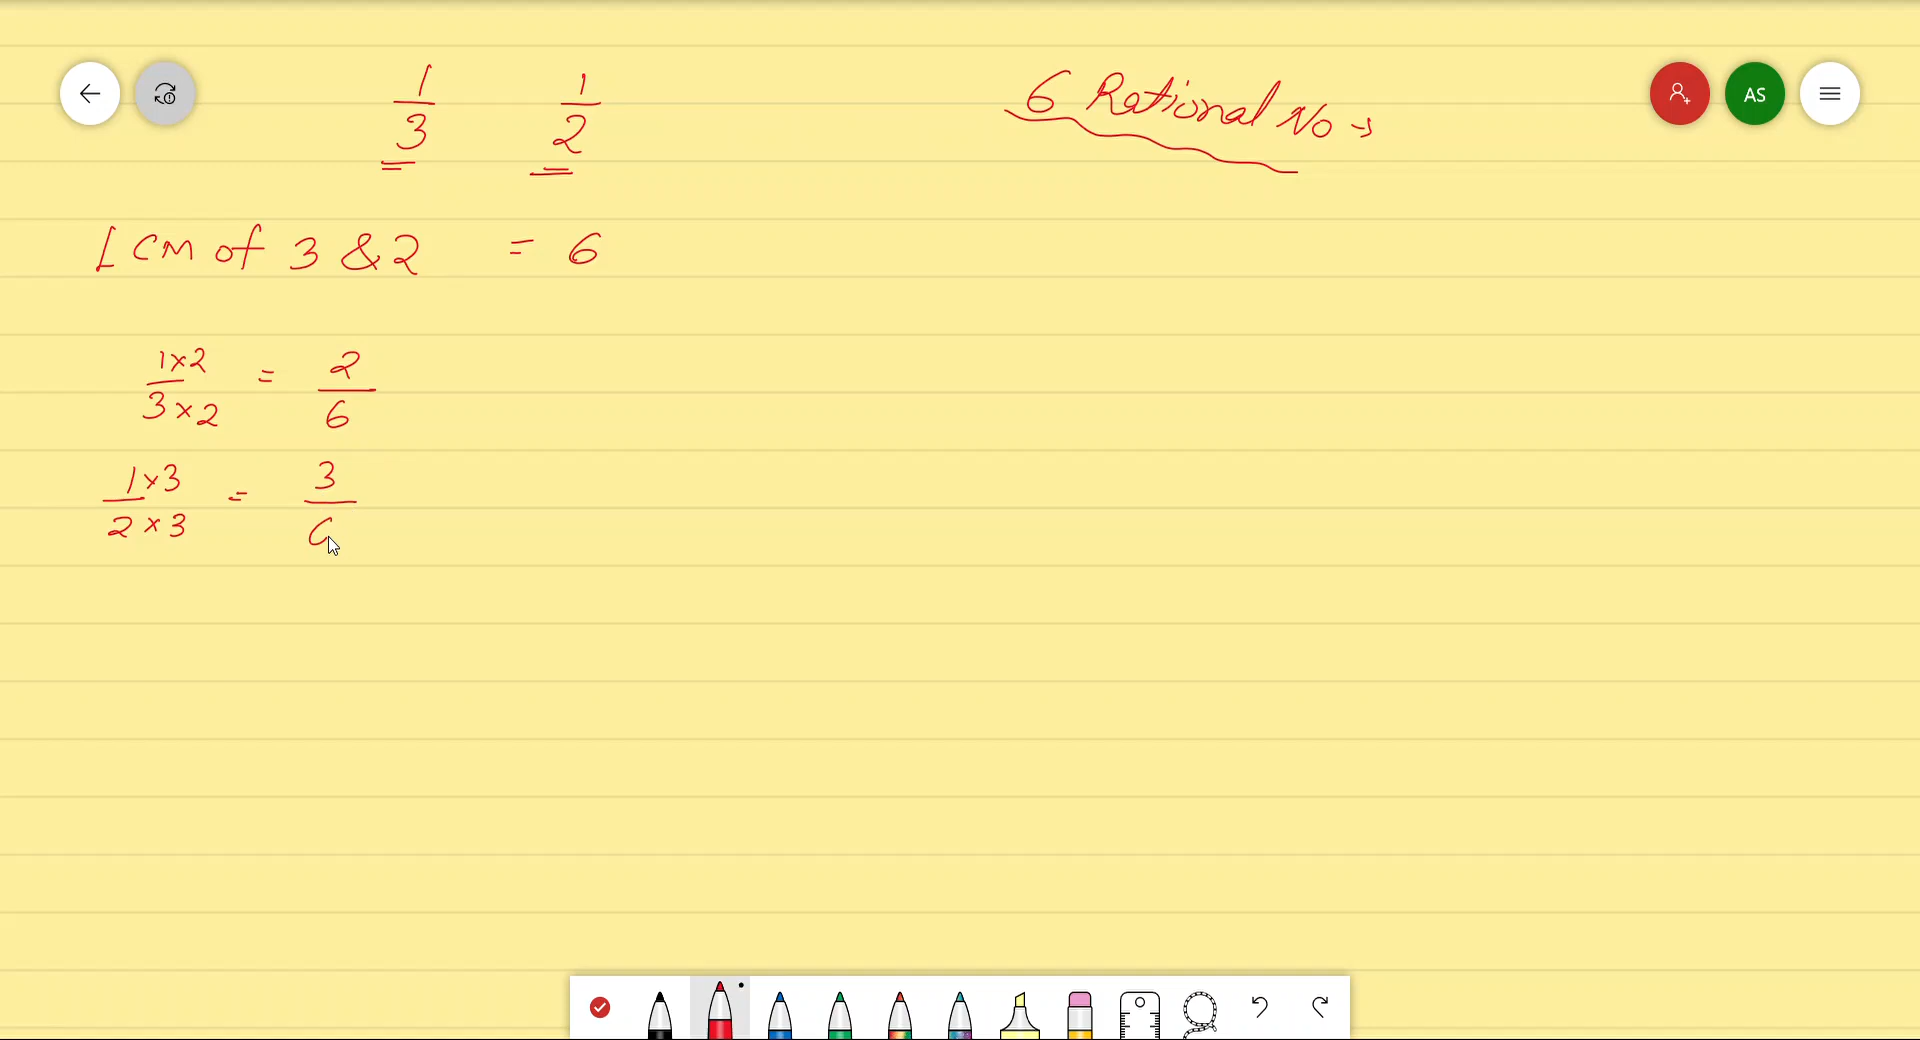 1/3 1/2 6 Rational No →
LCM of 3 & 2 = 6
1×2/3×2 = 2/6
1×3/2×3 = 3/
AS